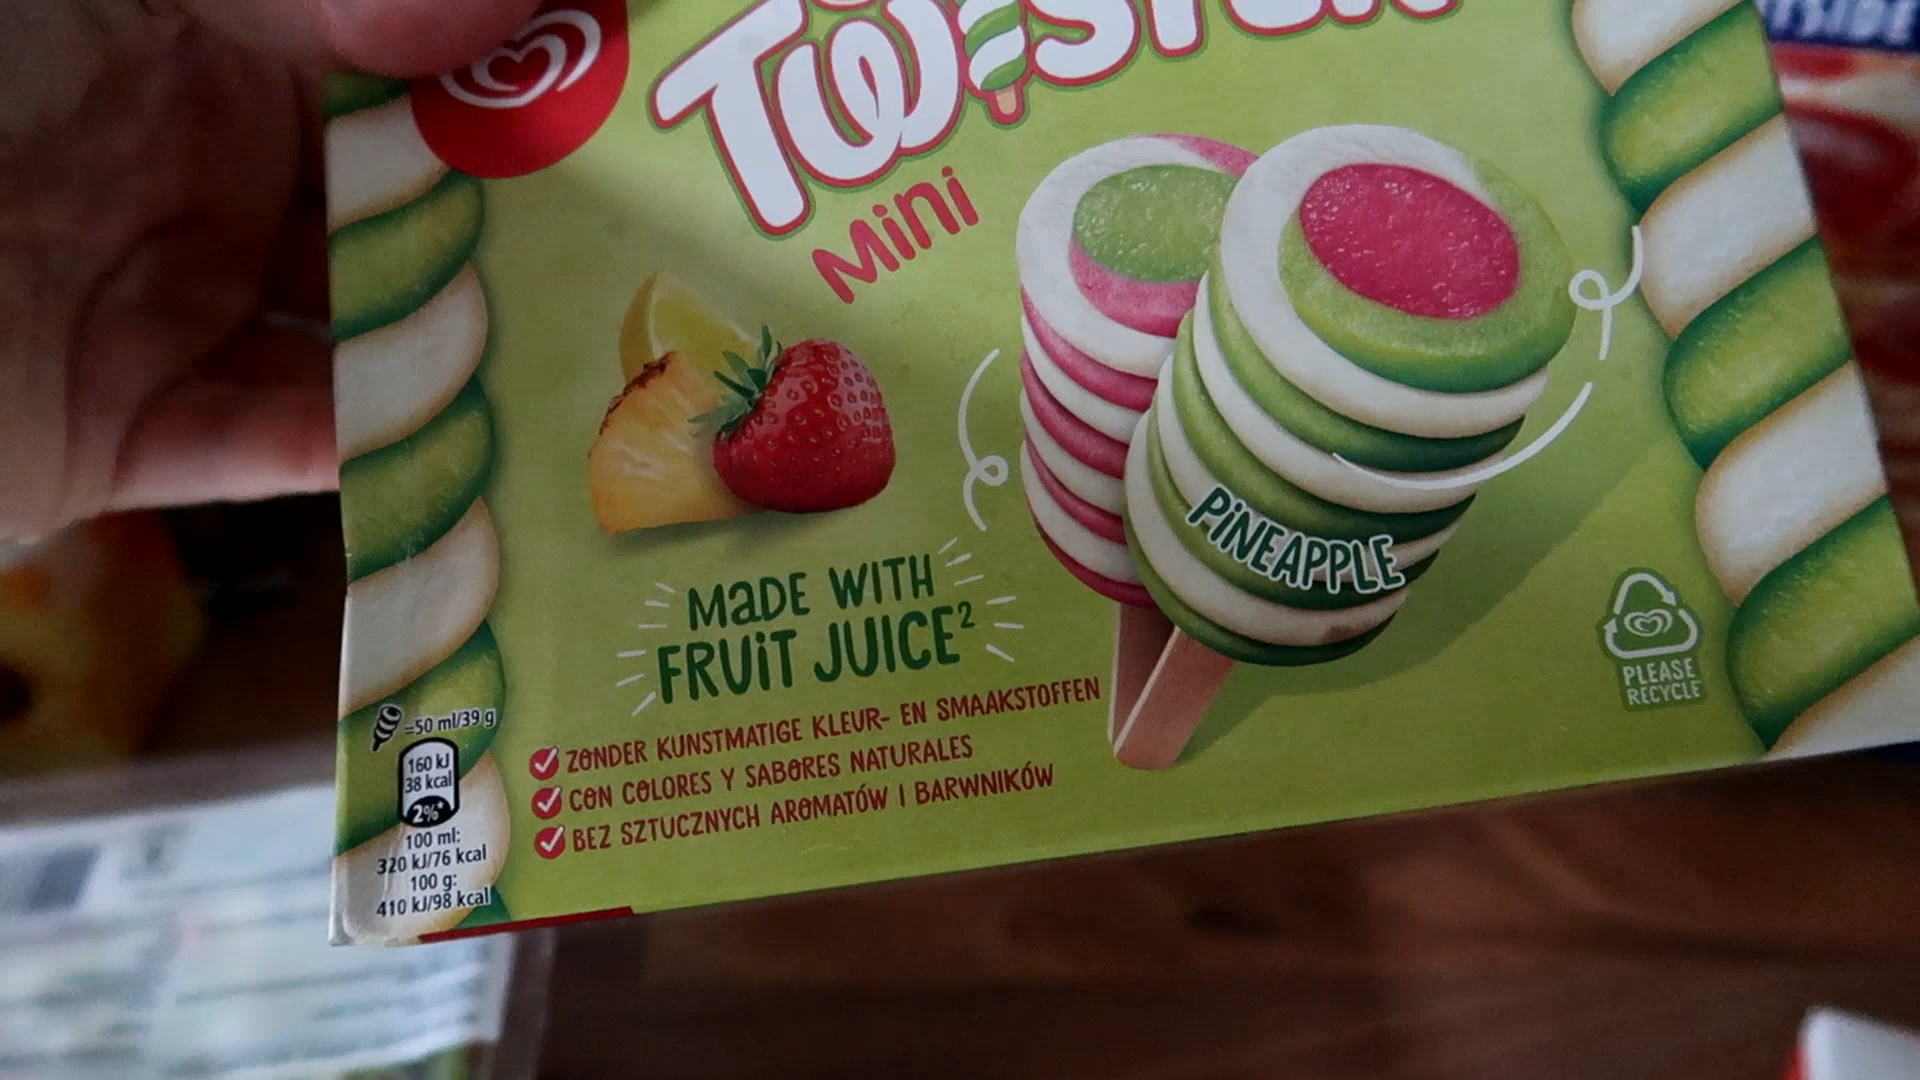 TWiSTER
Mini
PiNEAPPLE
MaDE WiTH
FRUiT JUiCE²
ZONDER KUNSTMATIGE KLEUR- EN SMAAKSTOFFEN
CON COLORES Y SABORES NATURALES
BEZ SZTUCZNYCH AROMATÓW I BARWNIKÓW
=50 ml/39 g
160 kJ
38 kcal
2%*
100 ml:
320 kJ/76 kcal
100 g:
410 kJ/98 kcal
PLEASE
RECYCLE